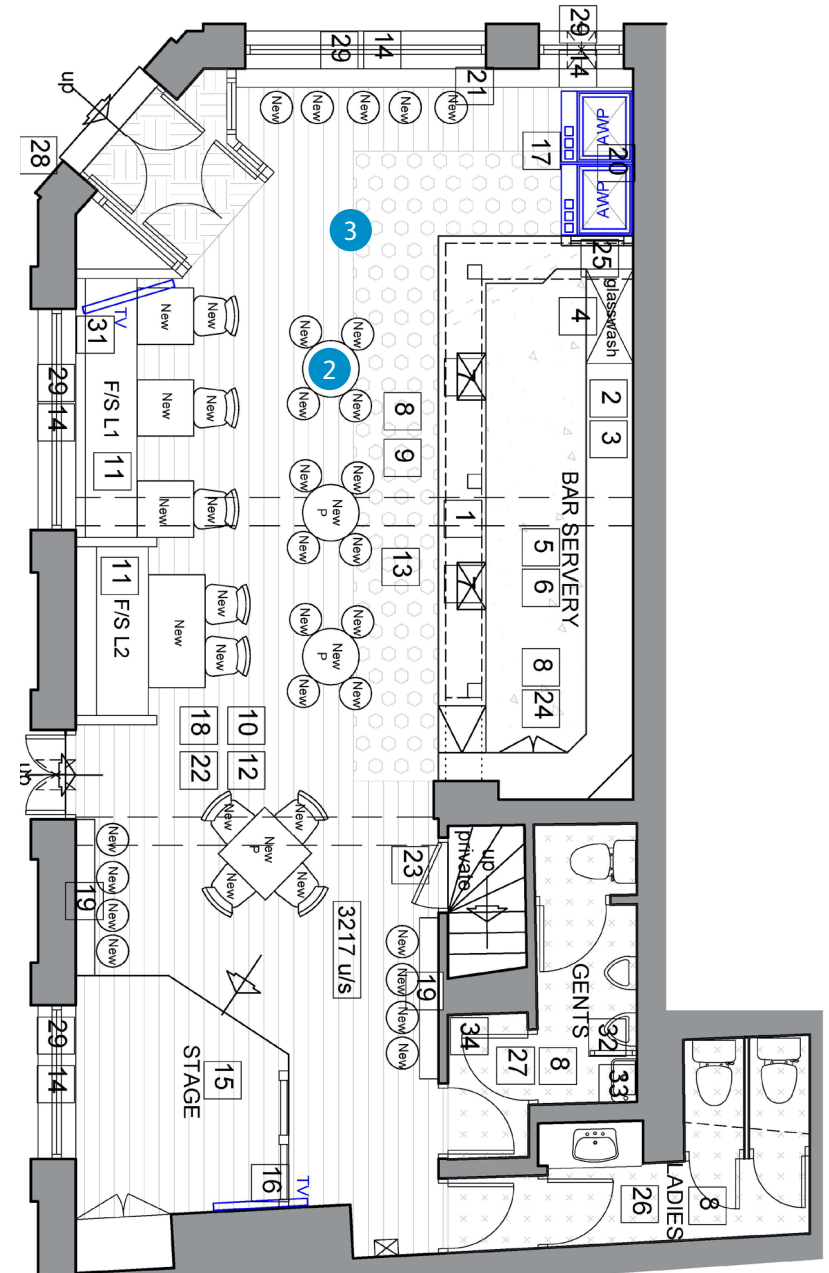 29
14
29
14
up
28
21
New
New
New
New
New
17
AWP
AWP
20
25
3
glasswash
4
TV
31
New
New
New
New
New
New
2
New
New
29
14
F/S L1
New
New
8
9
7
2
3
11
New
New
New
New
New
P
New
New
1
BAR SERVERY
13
5
6
7
11
F/S L2
New
New
New
New
New
New
P
New
New
8
24
18
10
22
12
up
New
New
New
P
New
New
23
up
private
19
New
New
New
New
3217 u/s
New
New
New
New
19
GENTS
29
14
STAGE
15
34
27
8
32
33
16
TV
26
LADIES
8